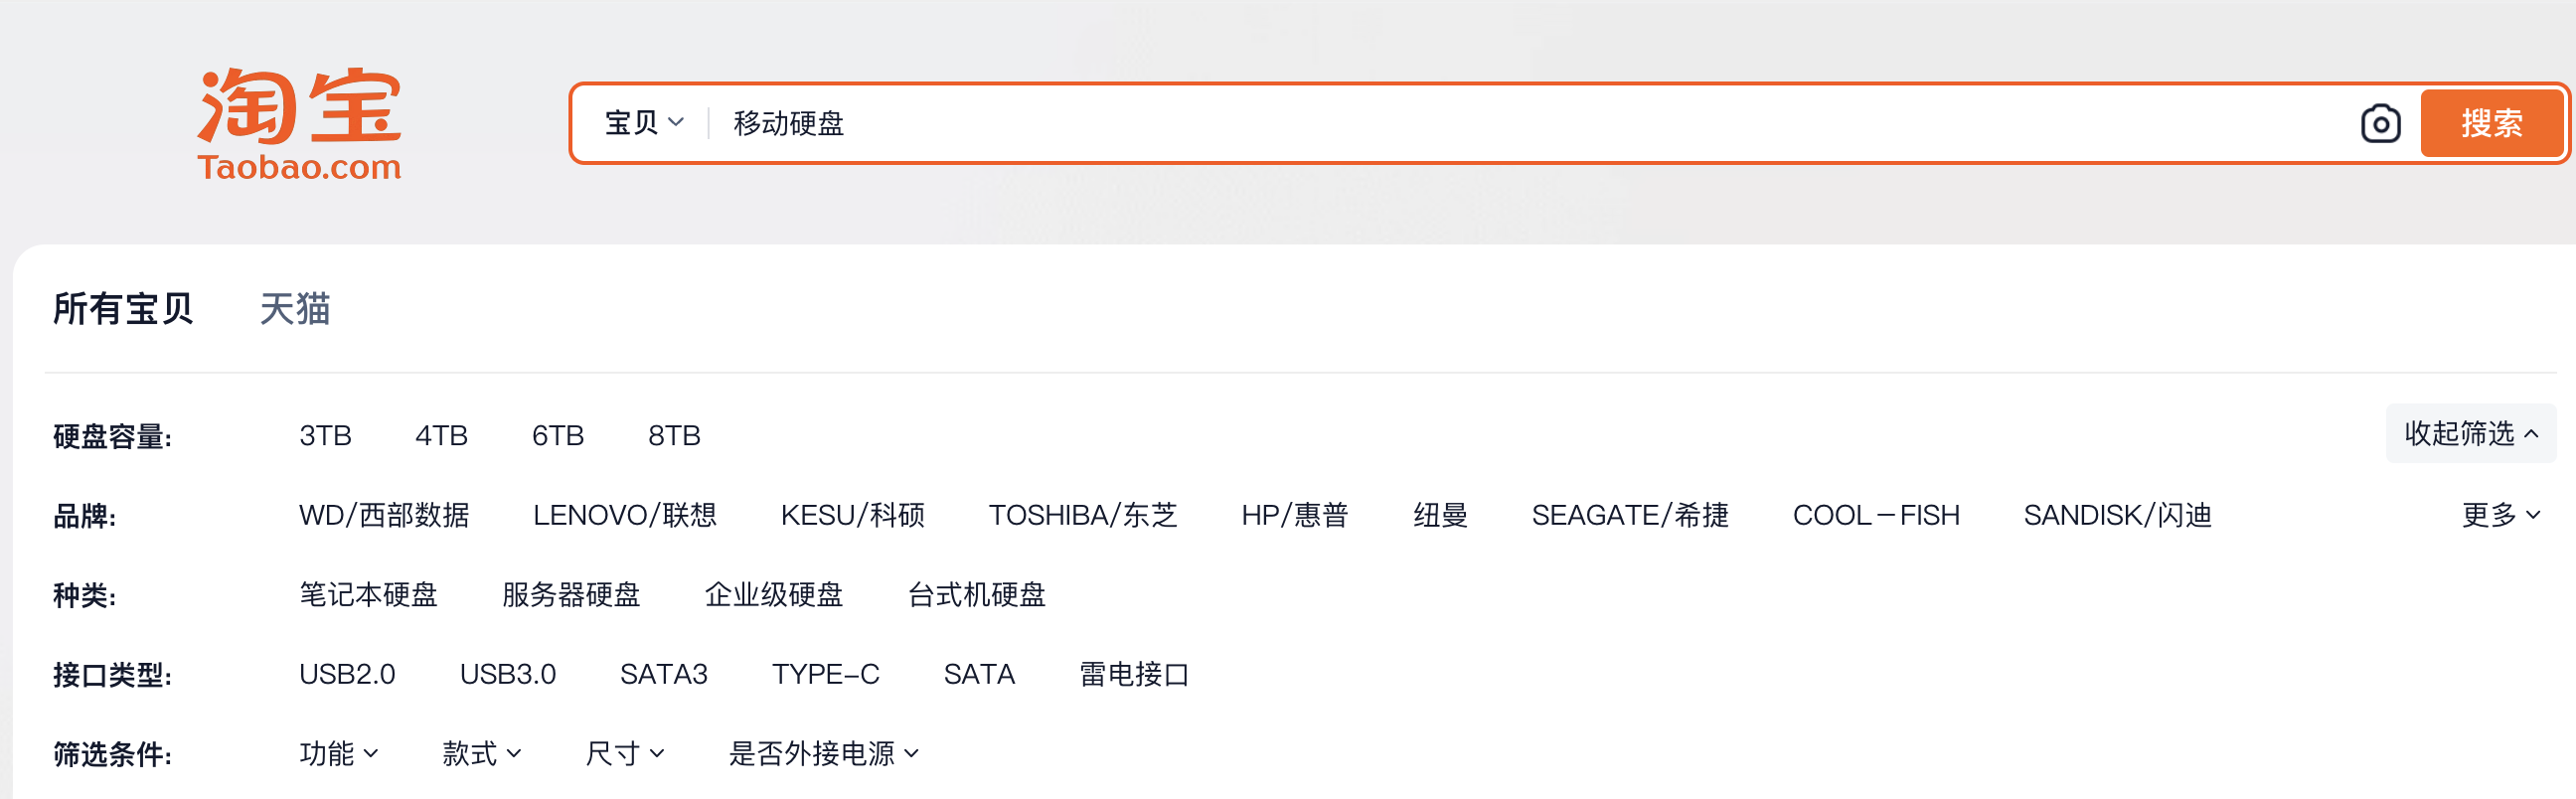 淘宝
Taobao.com
宝贝 移动硬盘 搜索
所有宝贝 天猫
硬盘容量: 3TB 4TB 6TB 8TB 收起筛选
品牌: WD/西部数据 LENOVO/联想 KESU/科硕 TOSHIBA/东芝 HP/惠普 纽曼 SEAGATE/希捷 COOL－FISH SANDISK/闪迪 更多
种类: 笔记本硬盘 服务器硬盘 企业级硬盘 台式机硬盘
接口类型: USB2.0 USB3.0 SATA3 TYPE-C SATA 雷电接口
筛选条件: 功能 款式 尺寸 是否外接电源